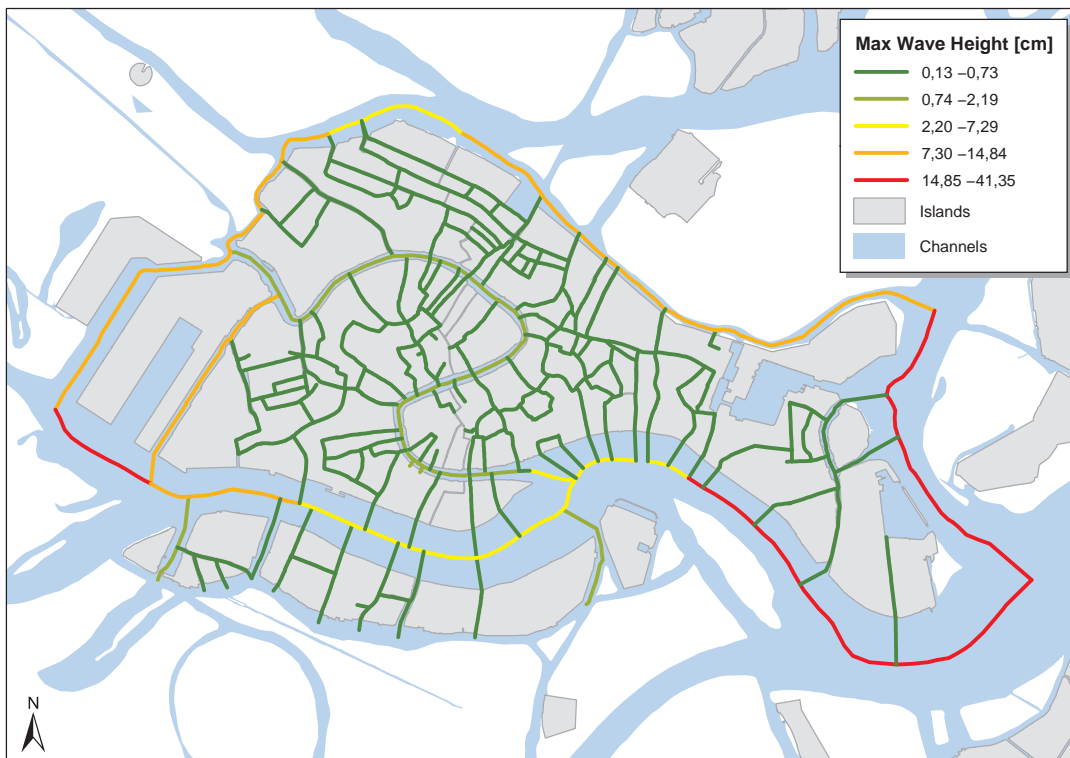 Max Wave Height [cm]
0,13 –0,73
0,74 –2,19
2,20 –7,29
7,30 –14,84
14,85 –41,35
Islands
Channels
N